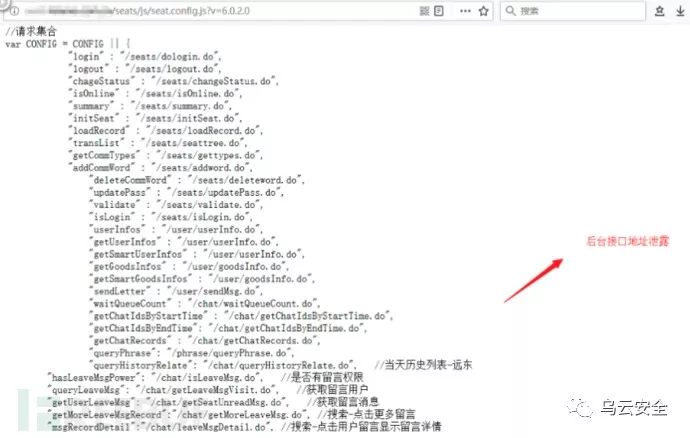 /seats/js/seat.config.js?v=6.0.2.0
搜索
//请求集合
var CONFIG = CONFIG || {
"login" : "/seats/dologin.do",
"logout" : "/seats/logout.do",
"chageStatus" : "/seats/changeStatus.do",
"isOnline" : "/seats/isOnline.do",
"summary" : "/seats/summary.do",
"initSeat" : "/seats/initSeat.do",
"loadRecord" : "/seats/loadRecord.do",
"transList" : "/seats/seattree.do",
"getCommTypes" : "/seats/gettypes.do",
"addCommWord" : "/seats/addword.do",
"deleteCommWord" : "/seats/deleteword.do",
"updatePass" : "/seats/updatePass.do",
"validate" : "/seats/validate.do",
"isLogin" : "/seats/isLogin.do",
"userInfos" : "/user/userInfo.do",
"getUserInfos" : "/user/userInfo.do",
"getSmartUserInfos" : "/user/userInfo.do",
"getGoodsInfos" : "/user/goodsInfo.do",
"getSmartGoodsInfos" : "/user/goodsInfo.do",
"sendLetter" : "/user/sendMsg.do",
"waitQueueCount" : "/chat/waitQueueCount.do",
"getChatIdsByStartTime" : "/chat/getChatIdsByStartTime.do",
"getChatIdsByEndTime" : "/chat/getChatIdsByEndTime.do",
"getChatRecords" : "/chat/getChatRecords.do",
"queryPhrase" : "/phrase/queryPhrase.do",
"queryHistoryRelate" : "/chat/queryHistoryRelate.do", //当天历史列表-远东
"hasLeaveMsgPower": "/chat/isLeaveMsg.do", //是否有留言权限
"queryLeaveMsg" : "/chat/getLeaveMsgVisit.do", //获取留言用户
"getUserLeaveMsg" : "/chat/getSeatUnreadMsg.do", //获取留言消息
"getMoreLeaveMsgRecord" : "/chat/getMoreLeaveMsg.do", //搜索-点击更多留言
"msgRecordDetail" : "/chat/leaveMsgDetail.do", //搜索-点击用户留言显示留言详情
后台接口地址泄露
乌云安全